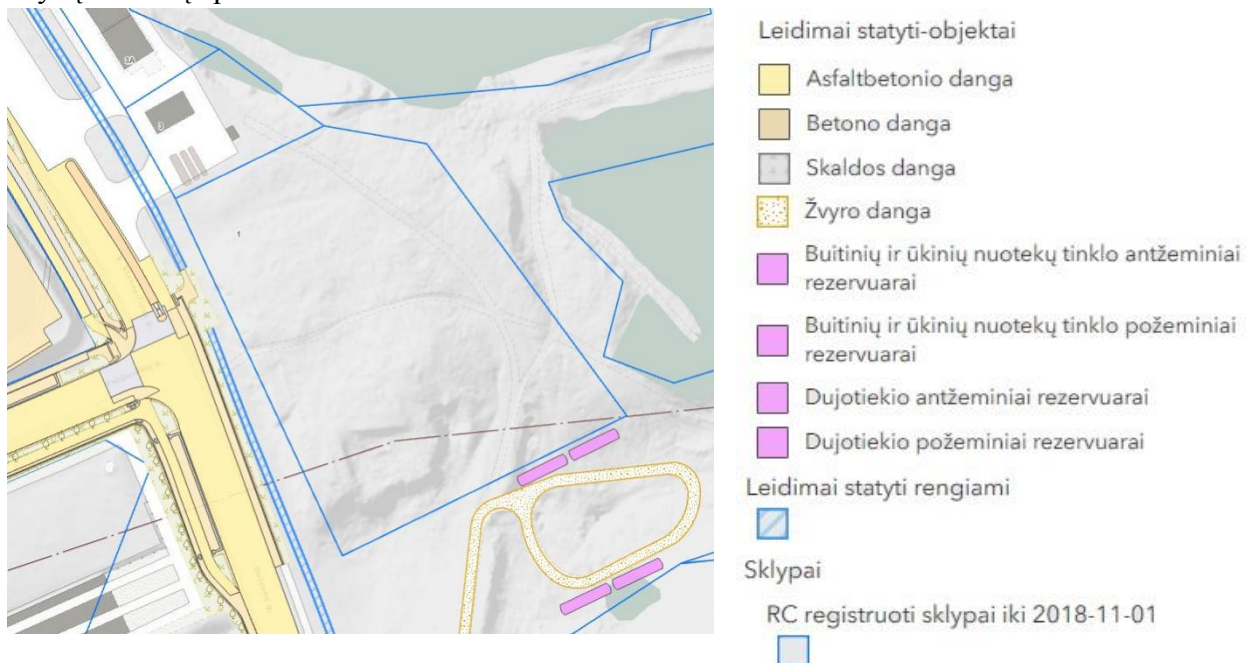 Leidimai statyti-objektai
Asfaltbetonio danga
Betono danga
Skaldos danga
Žvyro danga
Buitinių ir ūkinių nuotekų tinklo antžeminiai
rezervuarai
Buitinių ir ūkinių nuotekų tinklo požeminiai
rezervuarai
Dujotiekio antžeminiai rezervuarai
Dujotiekio požeminiai rezervuarai
Leidimai statyti rengiami
Sklypai
RC registruoti sklypai iki 2018-11-01